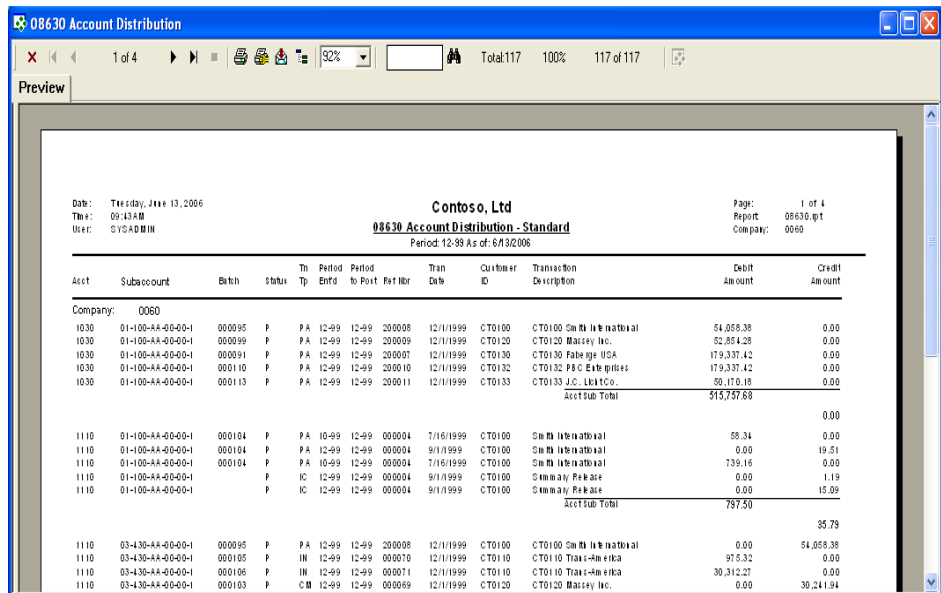 08630 Account Distribution
1 of 4 92% Total:117 100% 117 of 117
Preview
Date: Tuesday, June 13, 2006 Contoso, Ltd Page: 1 of 4
Time: 09:43AM 08630 Account Distribution - Standard Report 08630.rpt
User: SYSADMIN Period: 12-99 As of: 6/13/2006 Company: 0060
Tn Period Period Tran Customer Transaction Debit Credit
Acct Subaccount Batch Status Tp Ent'd to Post Ref Nbr Date ID Description Amount Amount
Company: 0060
1030 01-100-AA-00-00-1 000095 P PA 12-99 12-99 200008 12/1/1999 CT0100 CT0100 Smith International 54,058.38 0.00
1030 01-100-AA-00-00-1 000099 P PA 12-99 12-99 200009 12/1/1999 CT0120 CT0120 Massey Inc. 52,854.28 0.00
1030 01-100-AA-00-00-1 000091 P PA 12-99 12-99 200007 12/1/1999 CT0130 CT0130 Faberge USA 179,337.42 0.00
1030 01-100-AA-00-00-1 000110 P PA 12-99 12-99 200010 12/1/1999 CT0132 CT0132 P&C Enterprises 179,337.42 0.00
1030 01-100-AA-00-00-1 000113 P PA 12-99 12-99 200011 12/1/1999 CT0133 CT0133 J.C. Light Co. 50,170.18 0.00
Acct Sub Total 515,757.68
0.00
1110 01-100-AA-00-00-1 000104 P PA 10-99 12-99 000004 7/16/1999 CT0100 Smith International 58.34 0.00
1110 01-100-AA-00-00-1 000104 P PA 12-99 12-99 000004 9/1/1999 CT0100 Smith International 0.00 19.51
1110 01-100-AA-00-00-1 000104 P PA 10-99 12-99 000004 7/16/1999 CT0100 Smith International 739.16 0.00
1110 01-100-AA-00-00-1 P IC 12-99 12-99 000004 9/1/1999 CT0100 Summary Release 0.00 1.19
1110 01-100-AA-00-00-1 P IC 12-99 12-99 000004 9/1/1999 CT0100 Summary Release 0.00 15.09
Acct Sub Total 797.50
35.79
1110 03-430-AA-00-00-1 000095 P PA 12-99 12-99 200008 12/1/1999 CT0100 CT0100 Smith International 0.00 54,058.38
1110 03-430-AA-00-00-1 000105 P IN 12-99 12-99 000070 12/1/1999 CT0110 CT0110 Trans-America 975.32 0.00
1110 03-430-AA-00-00-1 000106 P IN 12-99 12-99 000071 12/1/1999 CT0110 CT0110 Trans-America 30,312.27 0.00
1110 03-430-AA-00-00-1 000103 P CM 12-99 12-99 000069 12/1/1999 CT0120 CT0120 Massey Inc. 0.00 30,241.94